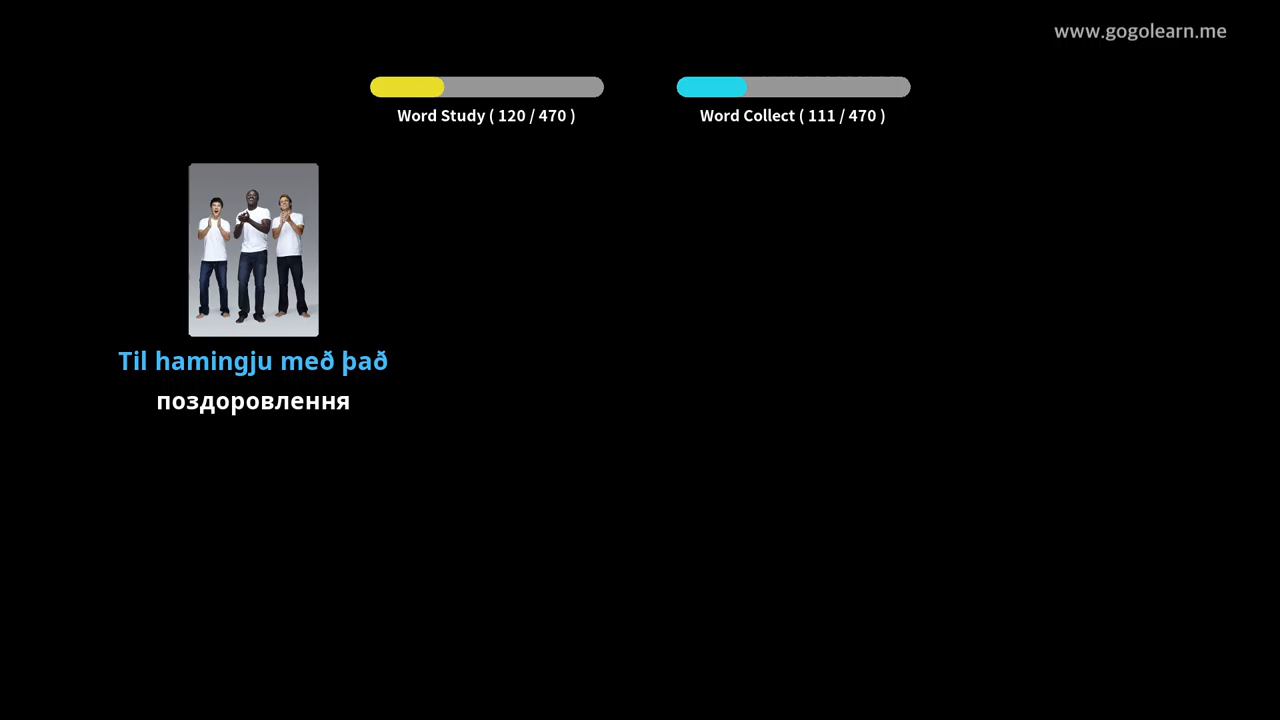 www.gogolearn.me
Word Study ( 120 / 470 )
Word Collect ( 111 / 470 )
Til hamingju með það
поздоровлення